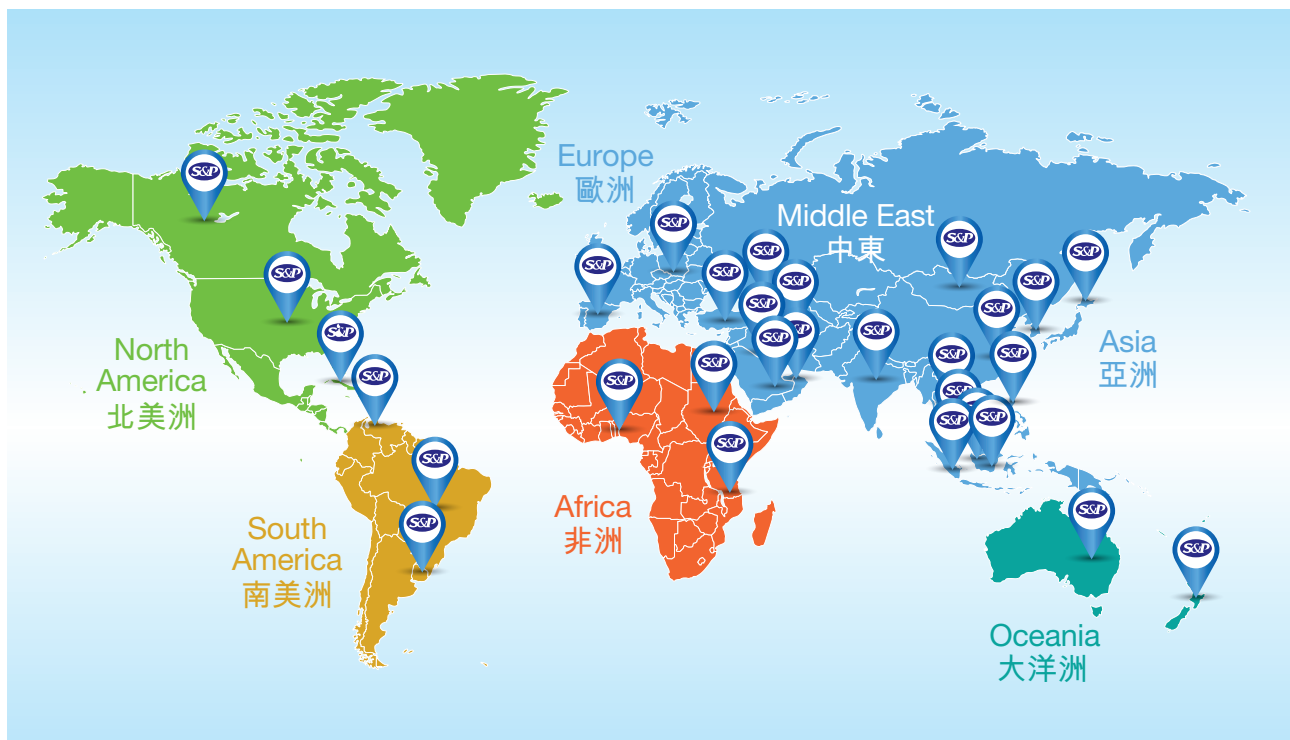 S&P
S&P
S&P
S&P
North
America
北美洲
S&P
S&P
South
America
南美洲
Europe
歐洲
S&P
S&P
Middle East
中東
S&P
S&P
S&P
S&P
S&P
S&P
S&P
S&P
S&P
Africa
非洲
S&P
S&P
S&P
S&P
S&P
S&P
S&P
S&P
S&P
S&P
Asia
亞洲
S&P
S&P
Oceania
大洋洲